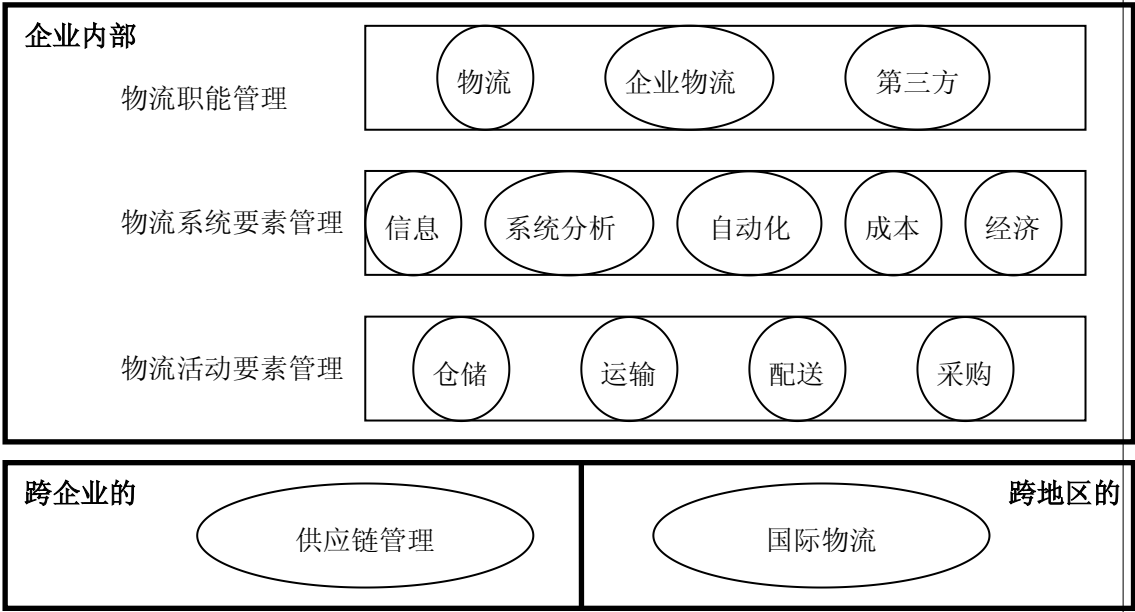 企业内部
物流职能管理
物流 企业物流 第三方
物流系统要素管理
信息 系统分析 自动化 成本 经济
物流活动要素管理
仓储 运输 配送 采购
跨企业的
供应链管理
跨地区的
国际物流